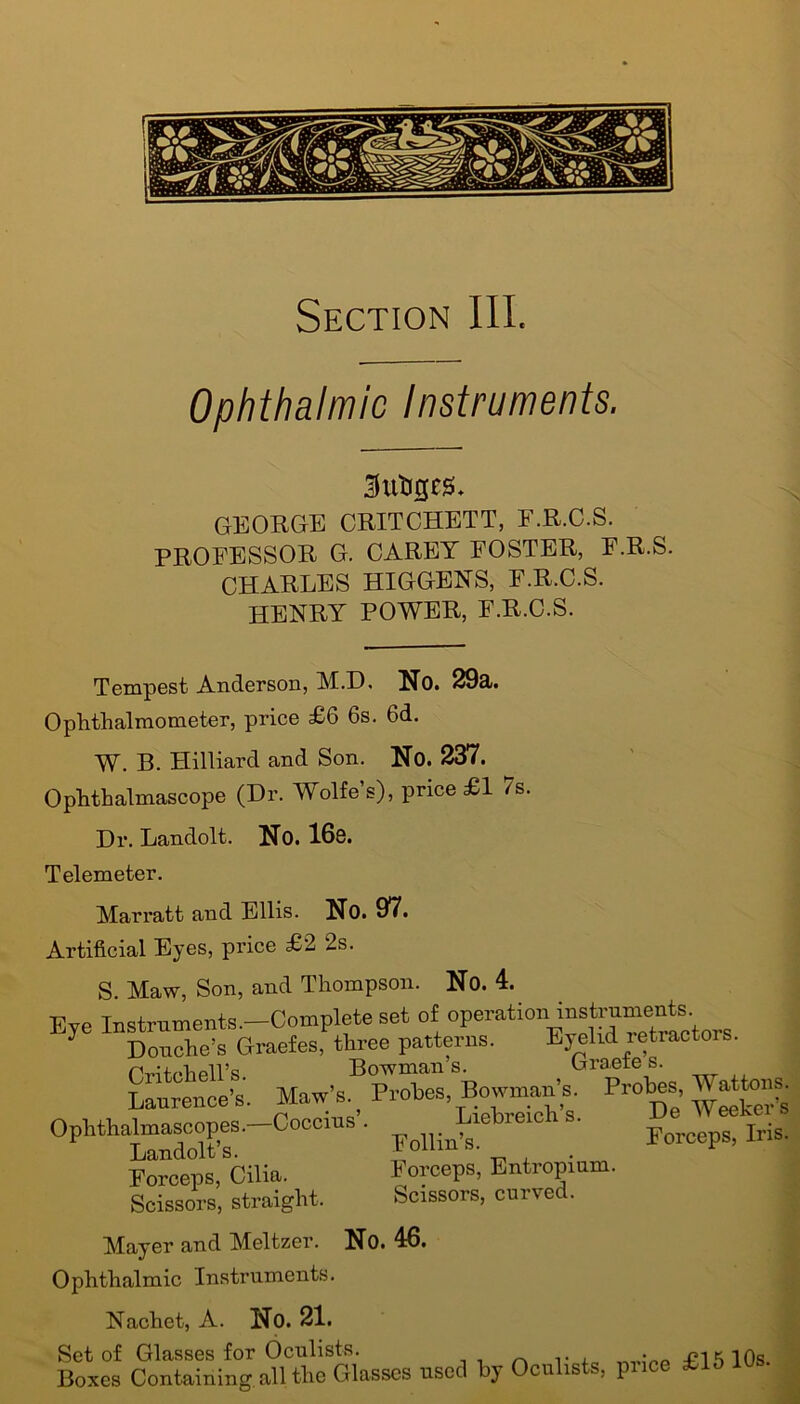 SECTION III.
Ophthalmic Instruments.
Judges.
GEORGE CRITCHETT, F.R.C.S.
PROFESSOR G. CAREY FOSTER, F.R.S.
CHARLES HIGGENS, F.R.C.S.
HENRY POWER, F.R.C.S.
Tempest Anderson, M.D. No. 29a.
Ophthalmometer, price £6 6s. 6d.
W. B. Hilliard and Son. No. 237.
Ophthalmascope (Dr. Wolfe's), price £1 7s.
Dr. Landolt. No. 16e.
Telemeter.
Marratt and Ellis. No. 97.
Artificial Eyes, price £2 2s.
S. Maw, Son, and Thompson. No. 4.
Eye Instruments.—Complete set of operation instruments.
Douche's Graefes, three patterns. Eyelid retractors.
Critchell's. Bowman's. Graefe's.
Laurence's. Maw's. Probes, Bowman's. Probes, Wattons.
Ophthalmascopes.—Coccius'. Liebreich's. De Weeker's
Landolt's. Follin's. Forceps, Iris.
Forceps, Cilia. Forceps, Entropium.
Scissors, straight. Scissors, curved.
Mayer and Meltzer. No. 46.
Ophthalmic Instruments.
Nachet, A. No. 21.
Set of Glasses for Oculists.
Boxes Containing all the Glasses used by Oculists, price £15 10s.